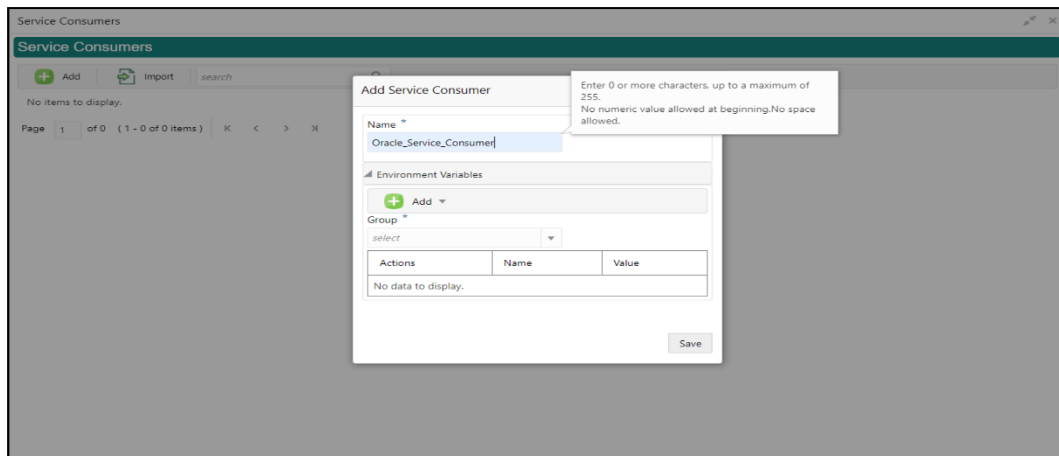 Service Consumers
Service Consumers
Add Import search
No items to display.
Page 1 of 0 (1 - 0 of 0 items) K < > >|
Add Service Consumer
Enter 0 or more characters, up to a maximum of
255.
No numeric value allowed at beginning.No space
allowed.
Name *
Oracle_Service_Consumer
Environment Variables
Add
Group *
select
Actions Name Value
No data to display.
Save